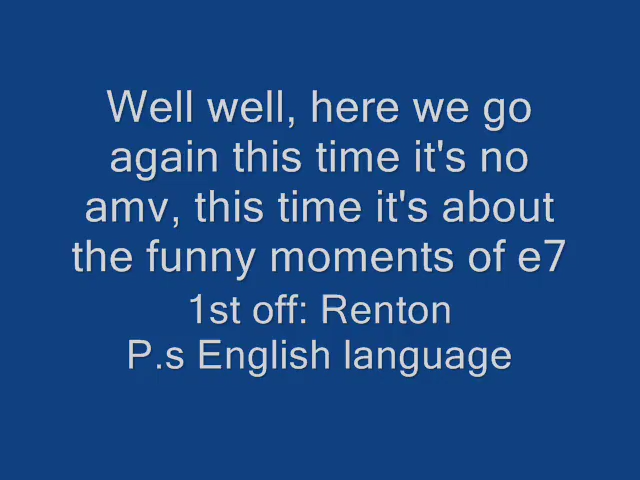 Well well, here we go
again this time it's no
amv, this time it's about
the funny moments of e7
1st off: Renton
P.s English language